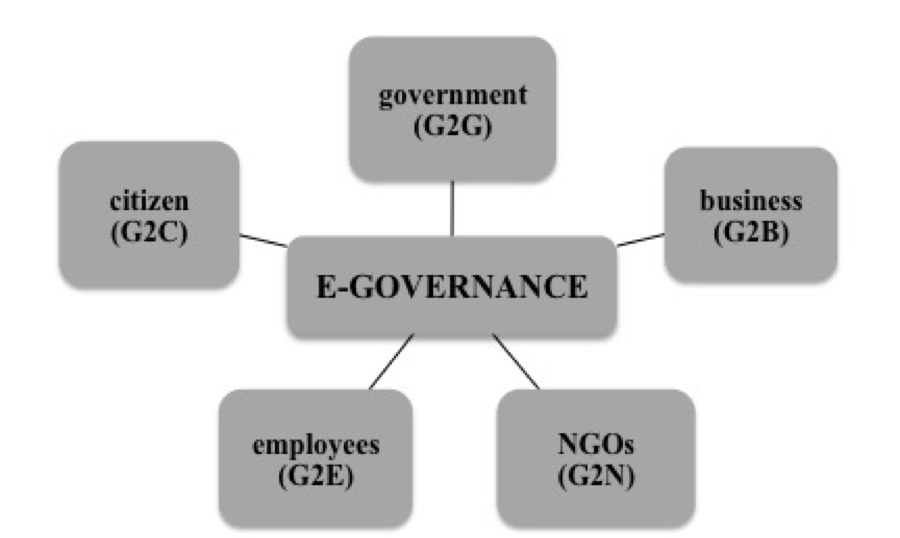 government
(G2G)
citizen
(G2C)
business
(G2B)
E-GOVERNANCE
employees
(G2E)
NGOs
(G2N)